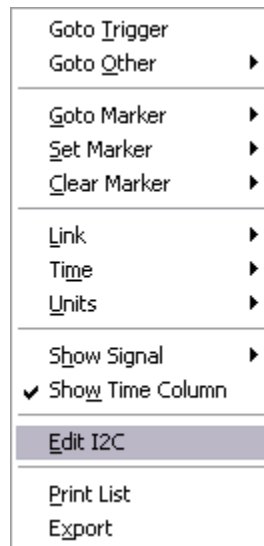 Goto Trigger
Goto Other
Goto Marker
Set Marker
Clear Marker
Link
Time
Units
Show Signal
Show Time Column
Edit I2C
Print List
Export